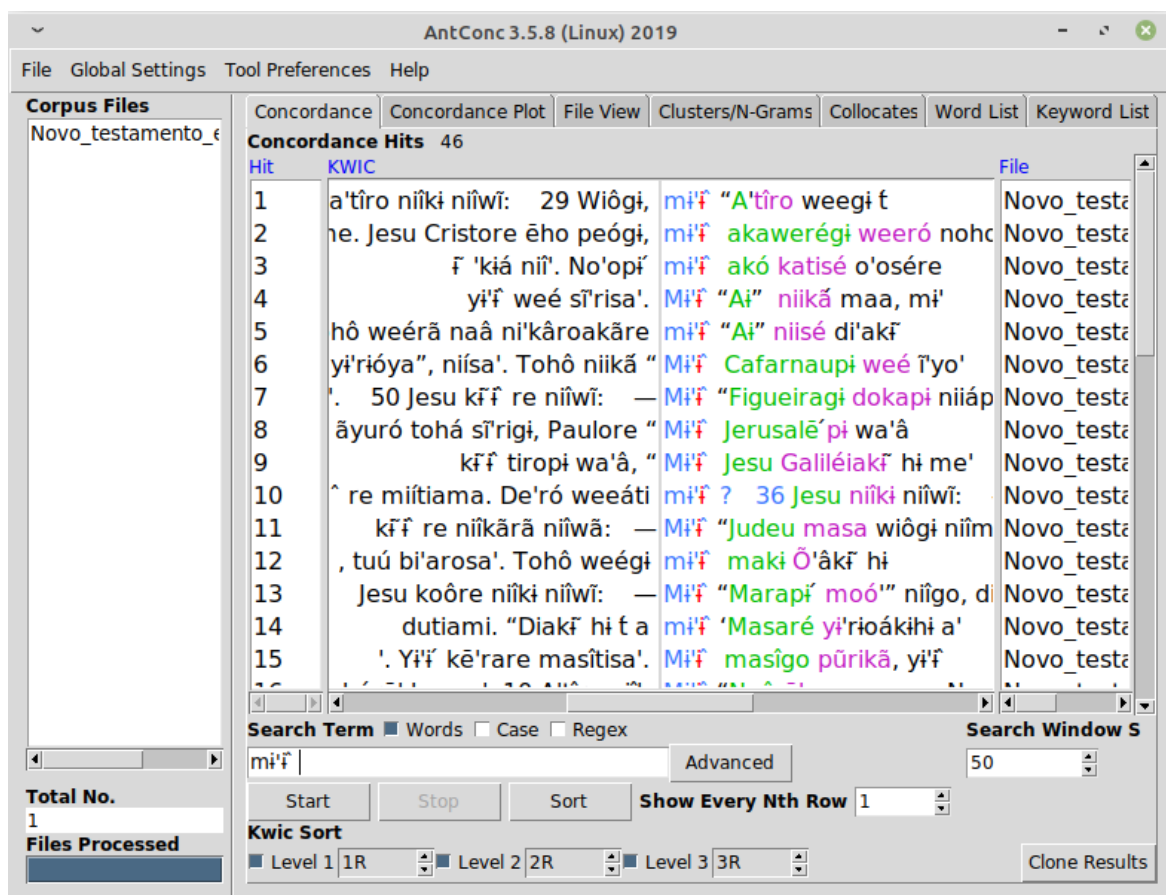 AntConc 3.5.8 (Linux) 2019
File Global Settings Tool Preferences Help
Corpus Files
Novo_testamento_e
Total No.
1
Files Processed
Concordance Concordance Plot File View Clusters/N-Grams Collocates Word List Keyword List
Concordance Hits 46
Hit KWIC File
1 a'tîro niîkɨ niîwĩ: 29 Wiôgɨ, mɨ'ɨ̃̂ “A'tîro weegɨ t́ Novo_testa
2 ne. Jesu Cristore ēho peógɨ, mɨ'ɨ̃̂ akawerégɨ weeró noho Novo_testa
3 ɨ̃́ 'kɨá niî'. No'opɨ́ mɨ'ɨ̃̂ akó katisé o'osére Novo_testa
4 yɨ'ɨ̃̂ weé sĩ'risa'. Mɨ'ɨ̃̂ “Aɨ” niikã́ maa, mɨ' Novo_testa
5 hô weérã naâ ni'kâroakãre mɨ'ɨ̃̂ “Aɨ” niisé di'akɨ̃́ Novo_testa
6 yɨ'rɨóya”, niísa'. Tohô niikã́ “ Mɨ'ɨ̃̂ Cafarnaupɨ weé ĩ'yo' Novo_testa
7 '. 50 Jesu kɨ̃́ɨ̃̂ re niîwĩ: — Mɨ'ɨ̃̂ “Figueiragɨ dokapɨ niiáp Novo_testa
8 ãyuró tohá sĩ'rigɨ, Paulore “ Mɨ'ɨ̃̂ Jerusalē´pɨ wa'â Novo_testa
9 kɨ̃́ɨ̃̂ tiropɨ wa'â, “ Mɨ'ɨ̃̂ Jesu Galiléiakɨ̃́ hɨ me' Novo_testa
10 ˆ re miítiama. De'ró weeáti mɨ'ɨ̃̂ ? 36 Jesu niîkɨ niîwĩ: Novo_testa
11 kɨ̃́ɨ̃̂ re niîkãrã niîwã: — Mɨ'ɨ̃̂ “Judeu masa wiôgɨ niîm Novo_testa
12 , tuú bi'arosa'. Tohô weégɨ mɨ'ɨ̃̂ makɨ Õ'âkɨ̃́ hɨ Novo_testa
13 Jesu koôre niîkɨ niîwĩ: — Mɨ'ɨ̃̂ “Marapɨ́ moó'” niîgo, di Novo_testa
14 dutiami. “Diakɨ̃́ hɨ t́ a mɨ'ɨ̃̂ ‘Masaré yɨ'rɨoákɨhɨ a' Novo_testa
15 '. Yɨ'ɨ́ kē'rare masîtisa'. Mɨ'ɨ̃̂ masîgo pũrikã, yɨ'ɨ̃̂ Novo_testa
Search Term Words Case Regex Search Window S
mɨ'ɨ̃̂ Advanced 50
Start Stop Sort Show Every Nth Row 1
Kwic Sort
Level 1 1R Level 2 2R Level 3 3R Clone Results